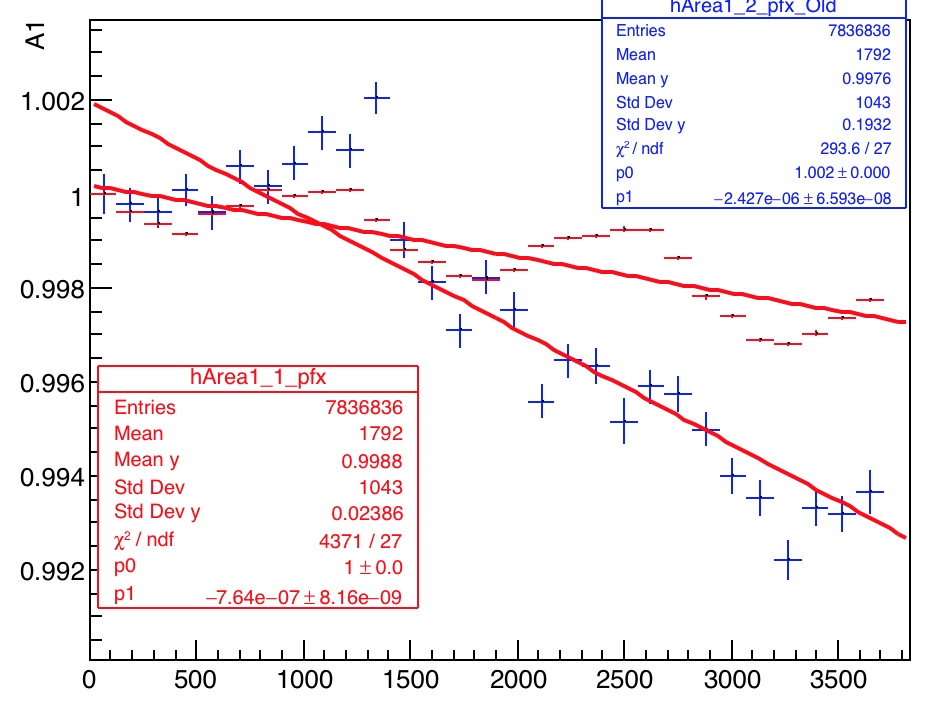 hArea1_2_pfx_Old
Entries 7836836
Mean 1792
Mean y 0.9976
Std Dev 1043
Std Dev y 0.1932
χ² / ndf 293.6 / 27
p0 1.002 ± 0.000
p1 −2.427e−06 ± 6.593e−08
A1
1.002
1
0.998
0.996
0.994
0.992
hArea1_1_pfx
Entries 7836836
Mean 1792
Mean y 0.9988
Std Dev 1043
Std Dev y 0.02386
χ² / ndf 4371 / 27
p0 1 ± 0.0
p1 −7.64e−07 ± 8.16e−09
0 500 1000 1500 2000 2500 3000 3500